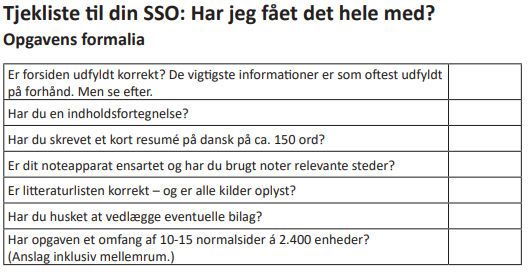 Tjekliste til din SSO: Har jeg fået det hele med?
Opgavens formalia
Er forsiden udfyldt korrekt? De vigtigste informationer er som oftest udfyldt
på forhånd. Men se efter.
Har du en indholdsfortegnelse?
Har du skrevet et kort resumé på dansk på ca. 150 ord?
Er dit noteapparat ensartet og har du brugt noter relevante steder?
Er litteraturlisten korrekt – og er alle kilder oplyst?
Har du husket at vedlægge eventuelle bilag?
Har opgaven et omfang af 10-15 normalsider á 2.400 enheder?
(Anslag inklusiv mellemrum.)